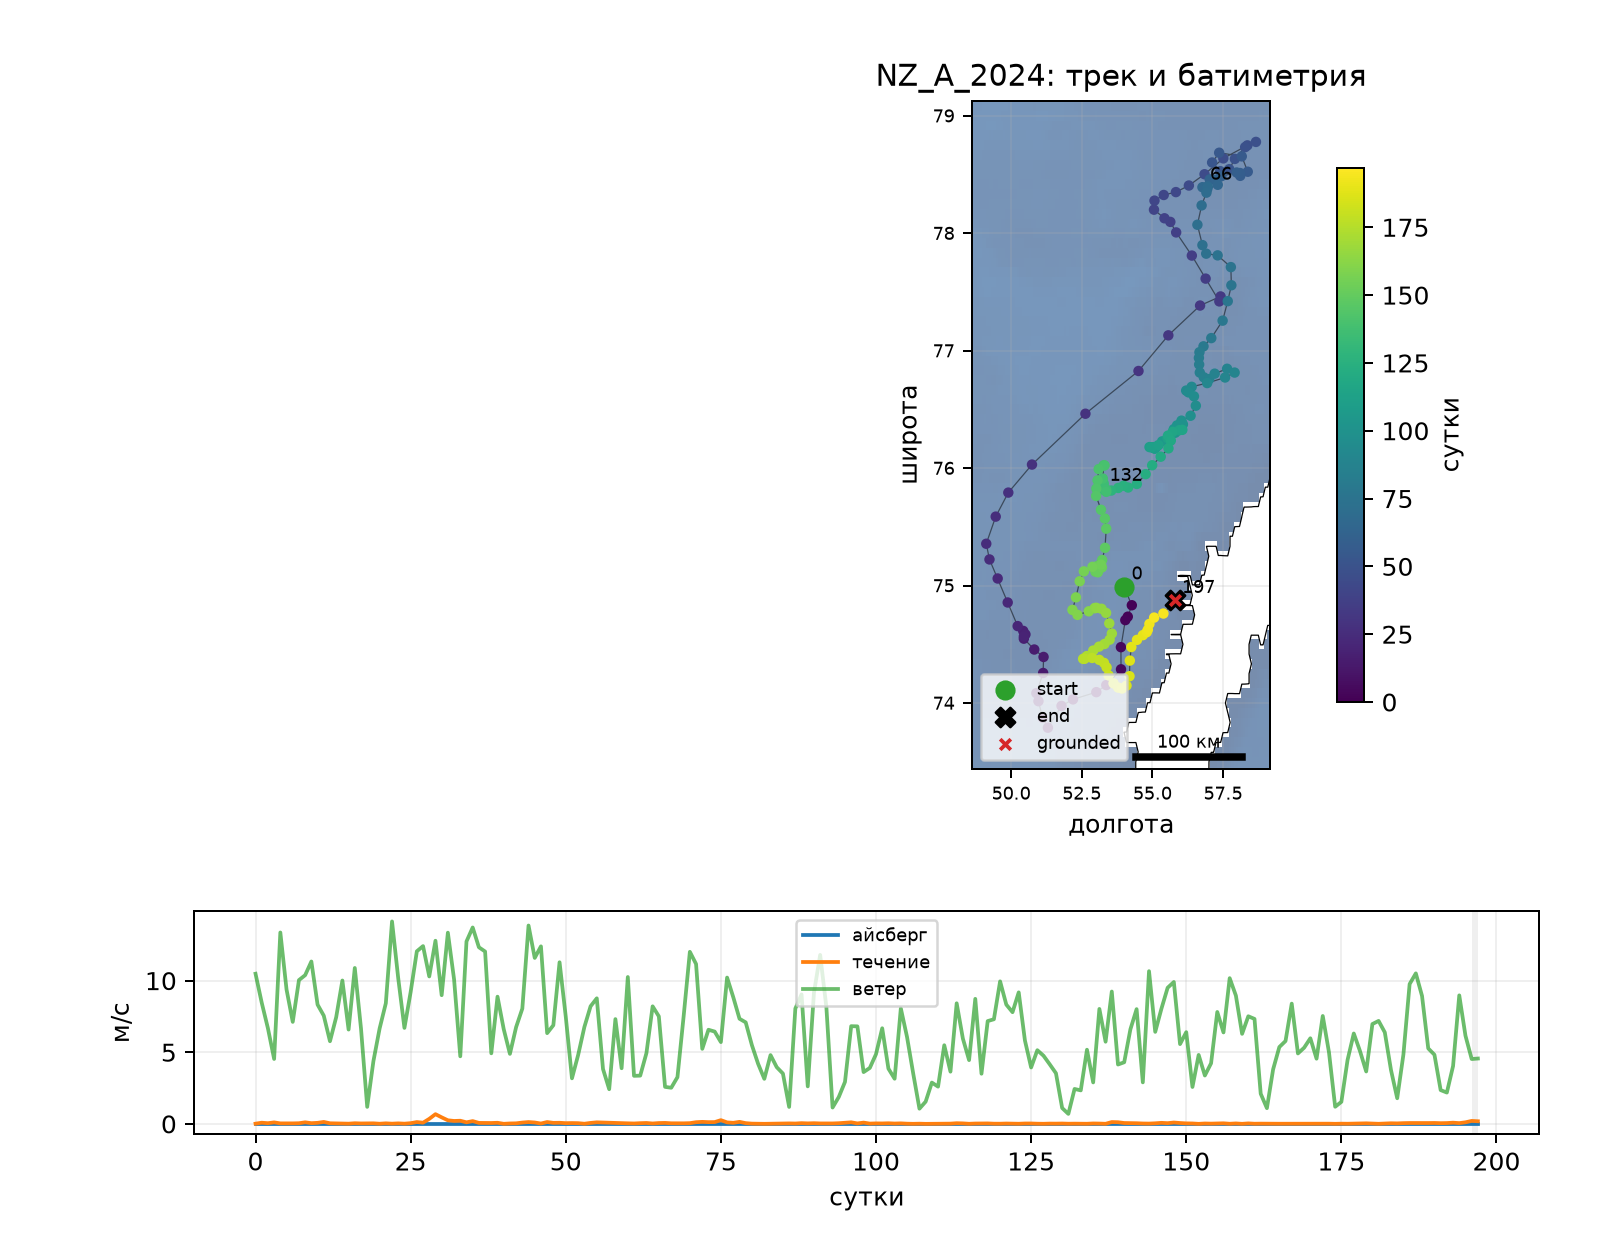 NZ_A_2024: трек и батиметрия
79
78
77
76
75
74
широта
66
132
0
197
start
end
grounded
100 км
50.0
52.5
55.0
57.5
долгота
175
150
125
100
75
50
25
0
сутки
10
5
0
м/с
айсберг
течение
ветер
0
25
50
75
100
125
150
175
200
сутки